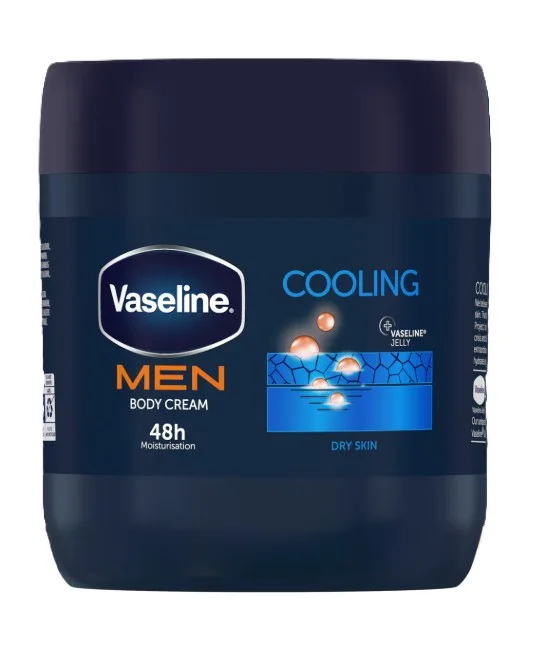 Vaseline®
MEN
BODY CREAM
48h
Moisturisation
COOLING
VASELINE®
JELLY
DRY SKIN